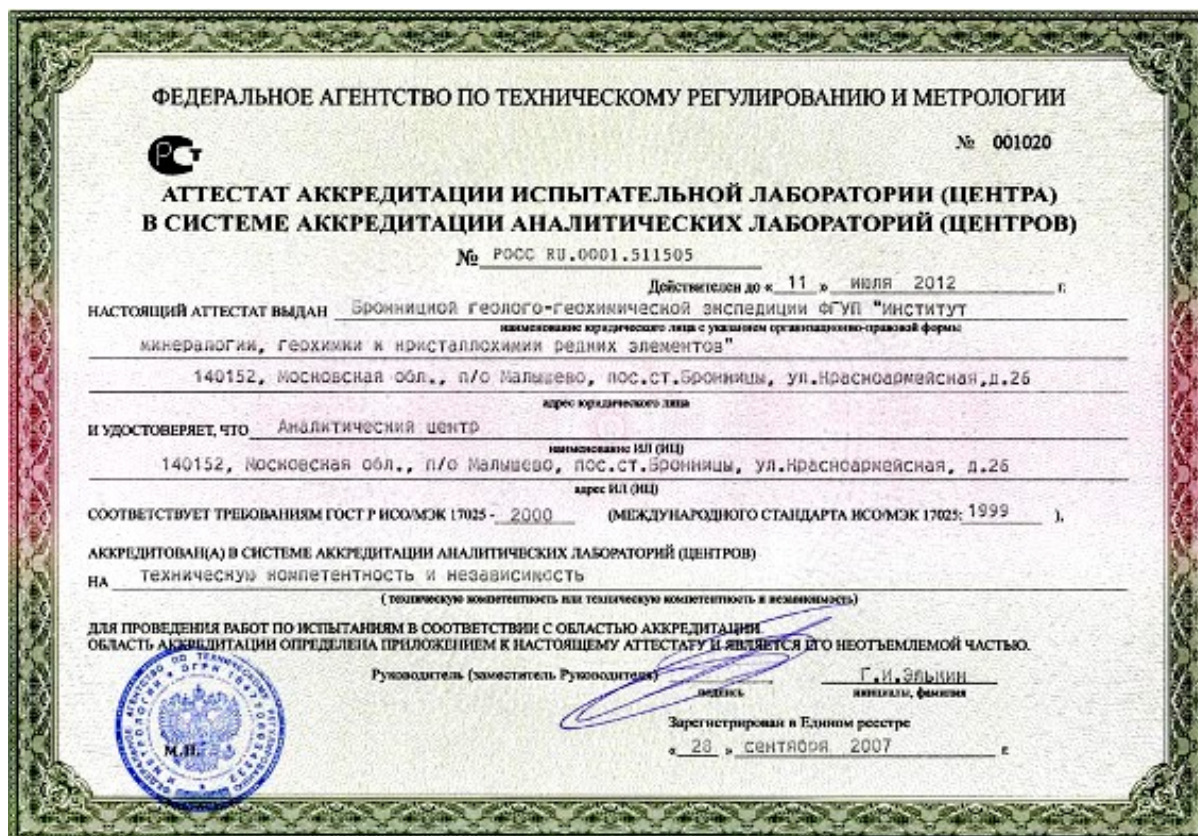 ФЕДЕРАЛЬНОЕ АГЕНТСТВО ПО ТЕХНИЧЕСКОМУ РЕГУЛИРОВАНИЮ И МЕТРОЛОГИИ
РСТ
№ 001020
АТТЕСТАТ АККРЕДИТАЦИИ ИСПЫТАТЕЛЬНОЙ ЛАБОРАТОРИИ (ЦЕНТРА)
В СИСТЕМЕ АККРЕДИТАЦИИ АНАЛИТИЧЕСКИХ ЛАБОРАТОРИЙ (ЦЕНТРОВ)
№ РОСС RU.0001.511505
Действителен до « 11 » июля 2012 г.
НАСТОЯЩИЙ АТТЕСТАТ ВЫДАН Бронницкой геолого-геохимической экспедиции ФГУП "Институт
наименование юридического лица с указанием организационно-правовой формы
минералогии, геохимии и кристаллохимии редких элементов"
140152, Московская обл., п/о Малышево, пос.ст.Бронницы, ул.Красноармейская,д.26
адрес юридического лица
И УДОСТОВЕРЯЕТ, ЧТО Аналитический центр
наименование ИЛ (ИЦ)
140152, Московская обл., п/о Малышево, пос.ст.Бронницы, ул.Красноармейская, д.26
адрес ИЛ (ИЦ)
СООТВЕТСТВУЕТ ТРЕБОВАНИЯМ ГОСТ Р ИСО/МЭК 17025 - 2000 (МЕЖДУНАРОДНОГО СТАНДАРТА ИСО/МЭК 17025: 1999 ),
АККРЕДИТОВАН(А) В СИСТЕМЕ АККРЕДИТАЦИИ АНАЛИТИЧЕСКИХ ЛАБОРАТОРИЙ (ЦЕНТРОВ)
НА техническую компетентность и независимость
( техническую компетентность или техническую компетентность и независимость)
ДЛЯ ПРОВЕДЕНИЯ РАБОТ ПО ИСПЫТАНИЯМ В СООТВЕТСТВИИ С ОБЛАСТЬЮ АККРЕДИТАЦИИ.
ОБЛАСТЬ АККРЕДИТАЦИИ ОПРЕДЕЛЕНА ПРИЛОЖЕНИЕМ К НАСТОЯЩЕМУ АТТЕСТАТУ И ЯВЛЯЕТСЯ ЕГО НЕОТЪЕМЛЕМОЙ ЧАСТЬЮ.
Руководитель (заместитель Руководителя) Г.И.Элькин
подпись инициалы, фамилия
М.П.
Зарегистрирован в Едином реестре
« 28 » сентября 2007 г.